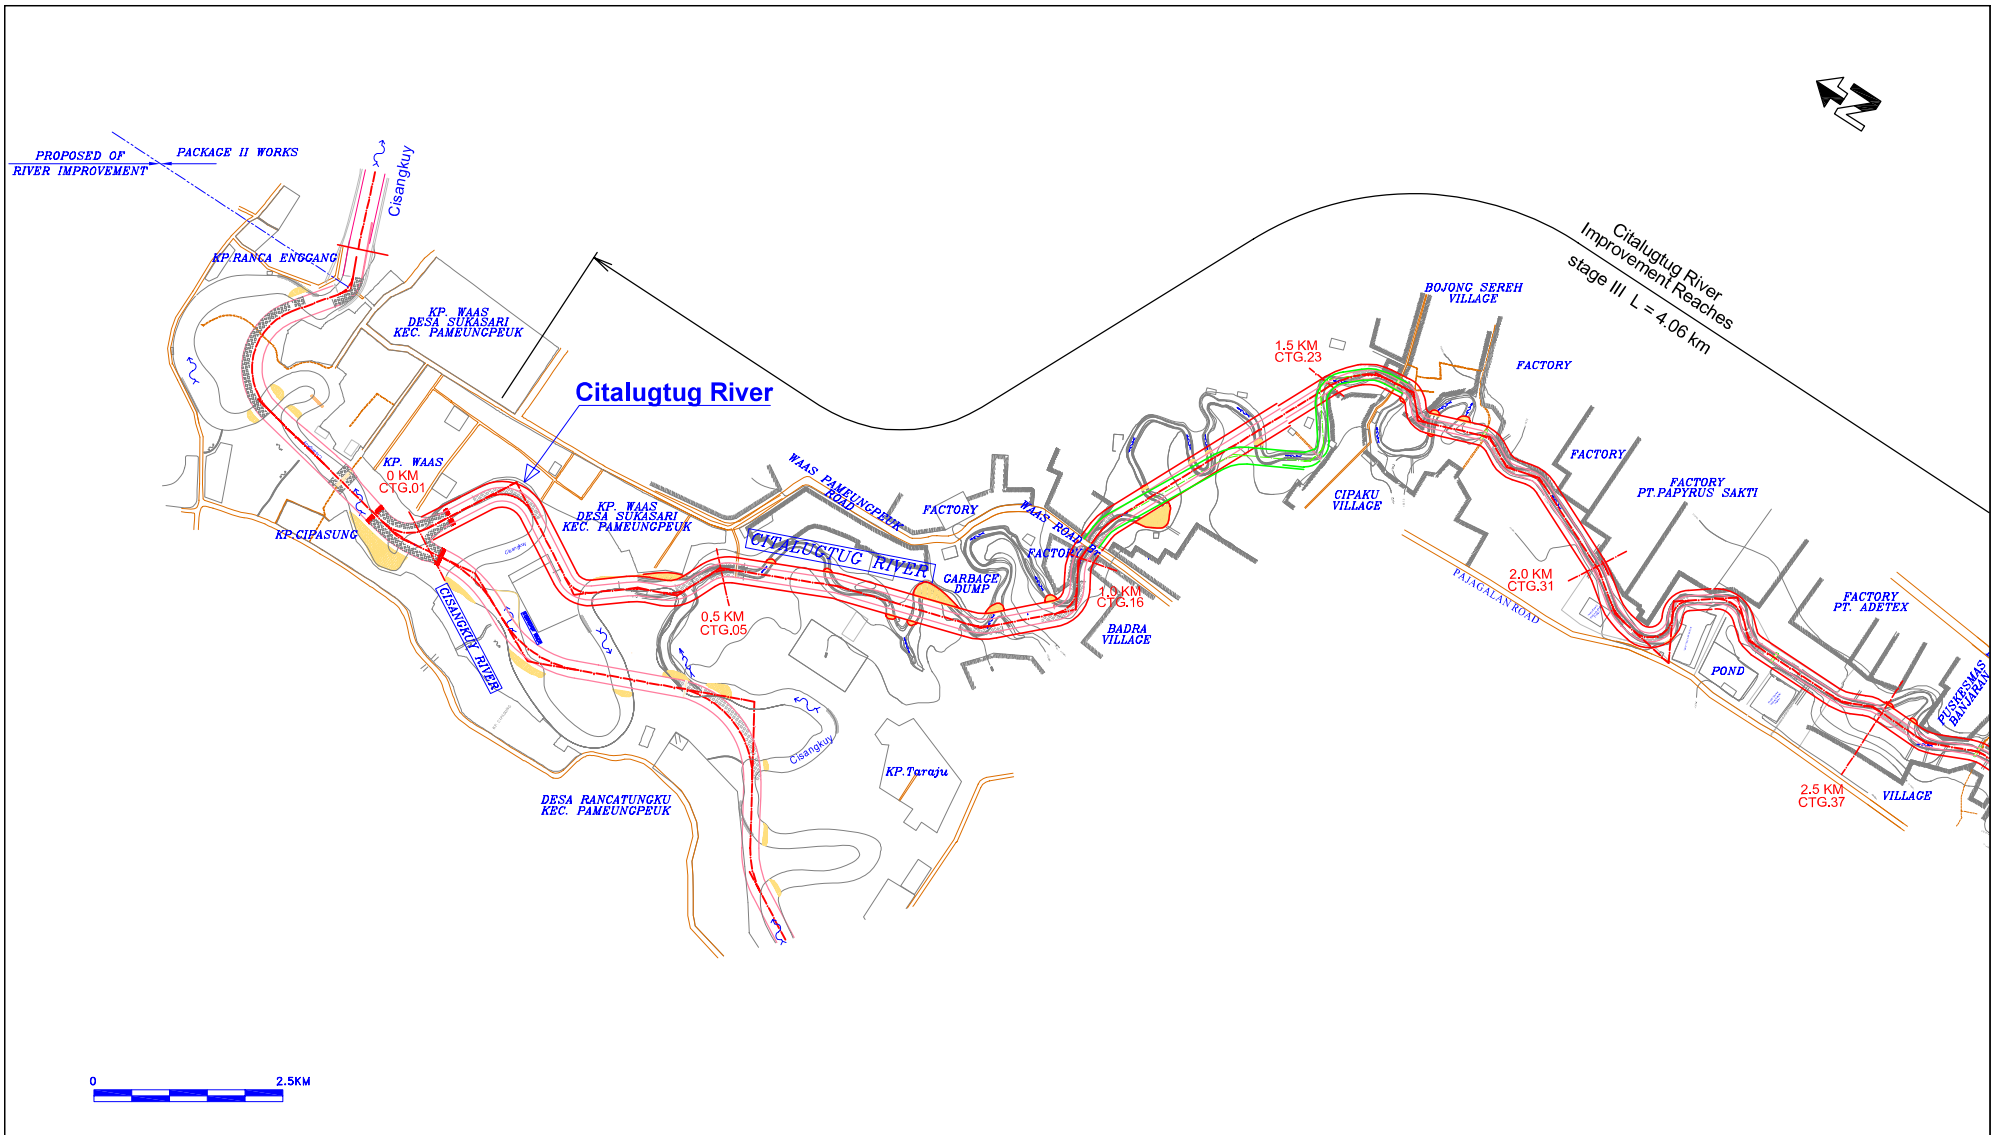 PROPOSED OF
RIVER IMPROVEMENT
PACKAGE II WORKS
Cisangkuy
N
KP.RANCA ENGGANG
KP. WAAS
DESA SUKASARI
KEC. PAMEUNGPEUK
Citalugtug River
Improvement Reaches
stage III L = 4.06 km
BOJONG SEREH
VILLAGE
1.5 KM
CTG.23
FACTORY
Citalugtug River
KP. WAAS
0 KM
CTG.01
KP. WAAS
DESA SUKASARI
KEC. PAMEUNGPEUK
WAAS PAMEUNGPEUK
ROAD
FACTORY
WAAS ROAD
FACTORY
CIPAKU
VILLAGE
FACTORY
FACTORY
PT.PAPYRUS SAKTI
KP.CIPASUNG
Cisangkuy
CITALUGTUG RIVER
GARBAGE
DUMP
1.0 KM
CTG.16
2.0 KM
CTG.31
PAJAGALAN ROAD
FACTORY
PT. ADETEX
0.5 KM
CTG.05
BADRA
VILLAGE
CISANGKUY RIVER
POND
PUSKESMAS
BANJARAN
Cisangkuy
KP.Taraju
DESA RANCATUNGKU
KEC. PAMEUNGPEUK
2.5 KM
CTG.37
VILLAGE
0
2.5KM